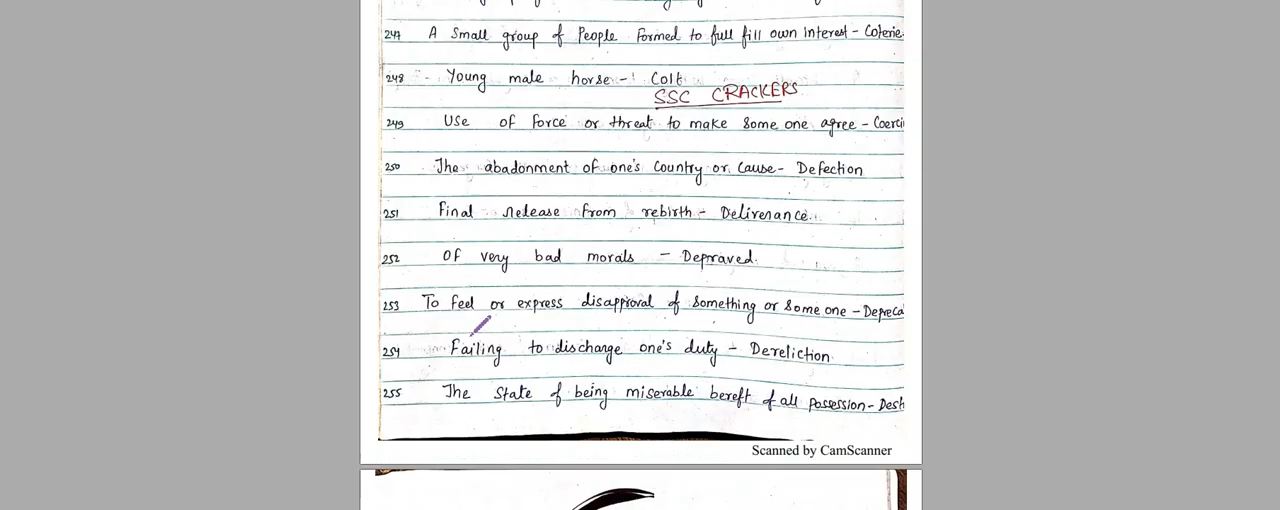 247 A Small group of People formed to full fill own interest - Coterie
248 Young male horse - Colt
SSC CRACKERS
249 Use of force or threat to make Some one agree - Coerci
250 The abadonment of one's Country or Cause - Defection
251 Final release from rebirth - Deliverance.
252 Of very bad morals - Depraved.
253 To feel or express disapproval of Something or Some one - Depreca
254 Failing to discharge one's duty - Dereliction
255 The State of being miserable bereft of all possession - Dest
Scanned by CamScanner